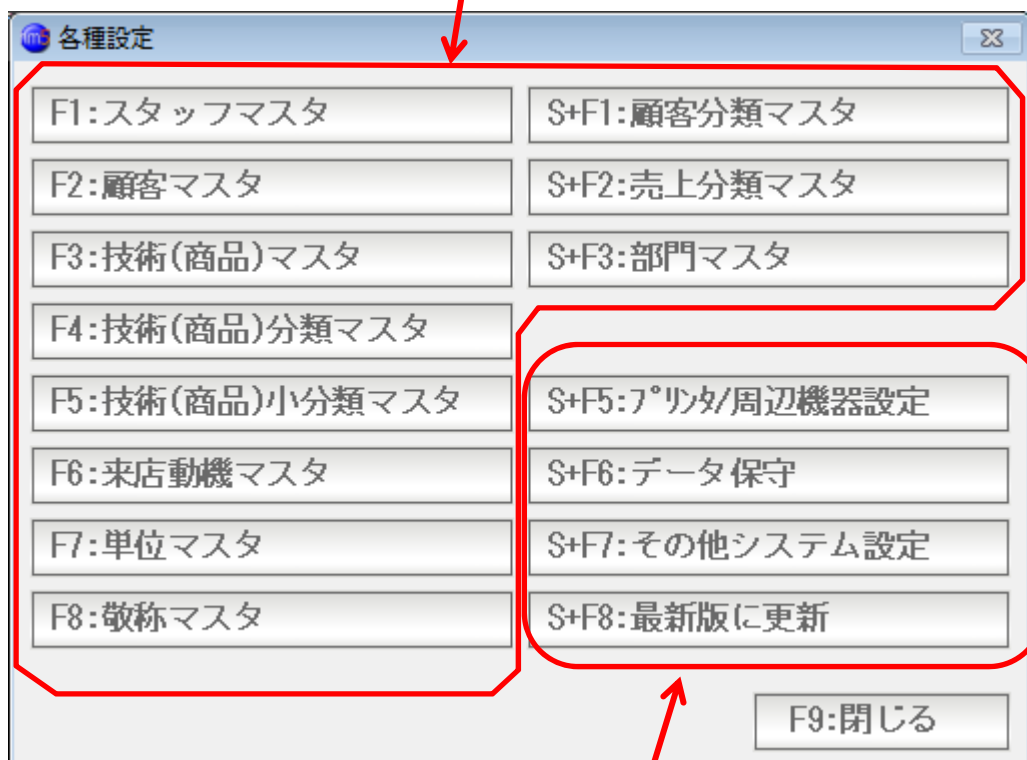 各種設定
F1:スタッフマスタ
S+F1:顧客分類マスタ
F2:顧客マスタ
S+F2:売上分類マスタ
F3:技術(商品)マスタ
S+F3:部門マスタ
F4:技術(商品)分類マスタ
F5:技術(商品)小分類マスタ
S+F5:プリンタ/周辺機器設定
F6:来店動機マスタ
S+F6:データ保守
F7:単位マスタ
S+F7:その他システム設定
F8:敬称マスタ
S+F8:最新版に更新
F9:閉じる